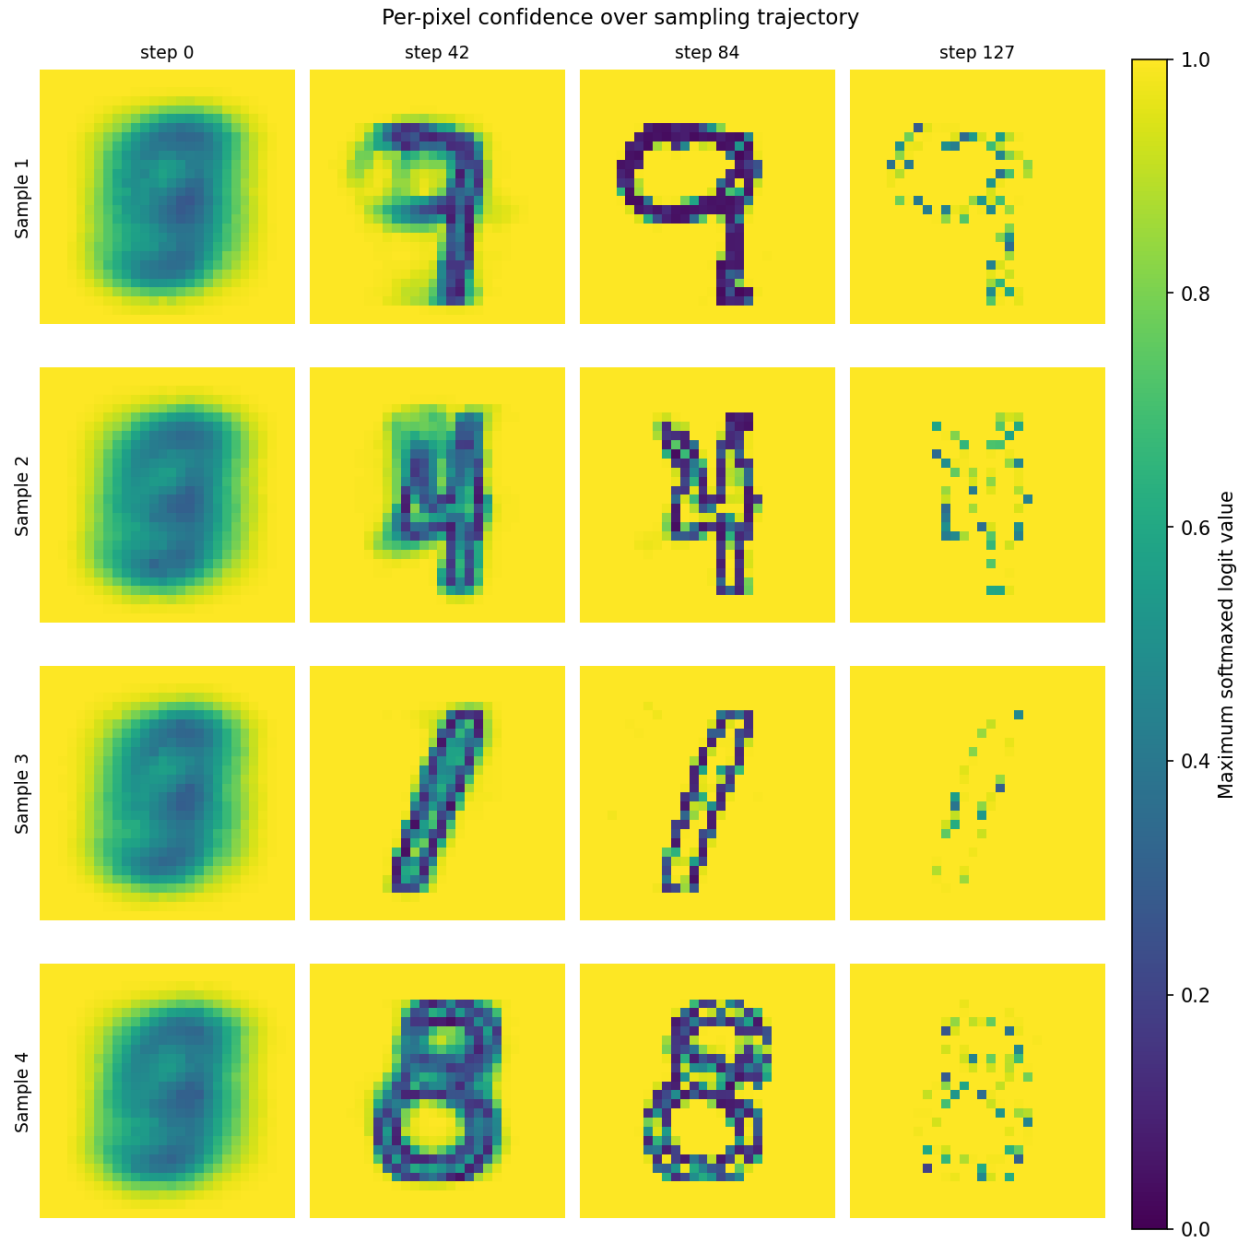 Per-pixel confidence over sampling trajectory
step 0
step 42
step 84
step 127
Sample 1
Sample 2
Sample 3
Sample 4
1.0
0.8
0.6
0.4
0.2
0.0
Maximum softmaxed logit value